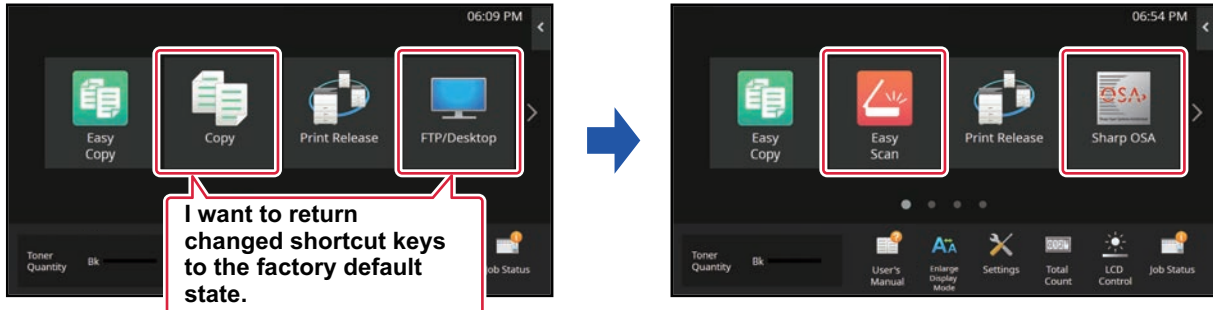 06:09 PM
Easy
Copy
Copy
Print Release
FTP/Desktop
I want to return
changed shortcut keys
to the factory default
state.
Toner
Quantity
Bk
ob Status
06:54 PM
Easy
Copy
Easy
Scan
Print Release
OSA
Sharp OSA
Toner
Quantity
Bk
User's
Manual
Enlarge
Display
Mode
Settings
Total
Count
LCD
Control
Job Status